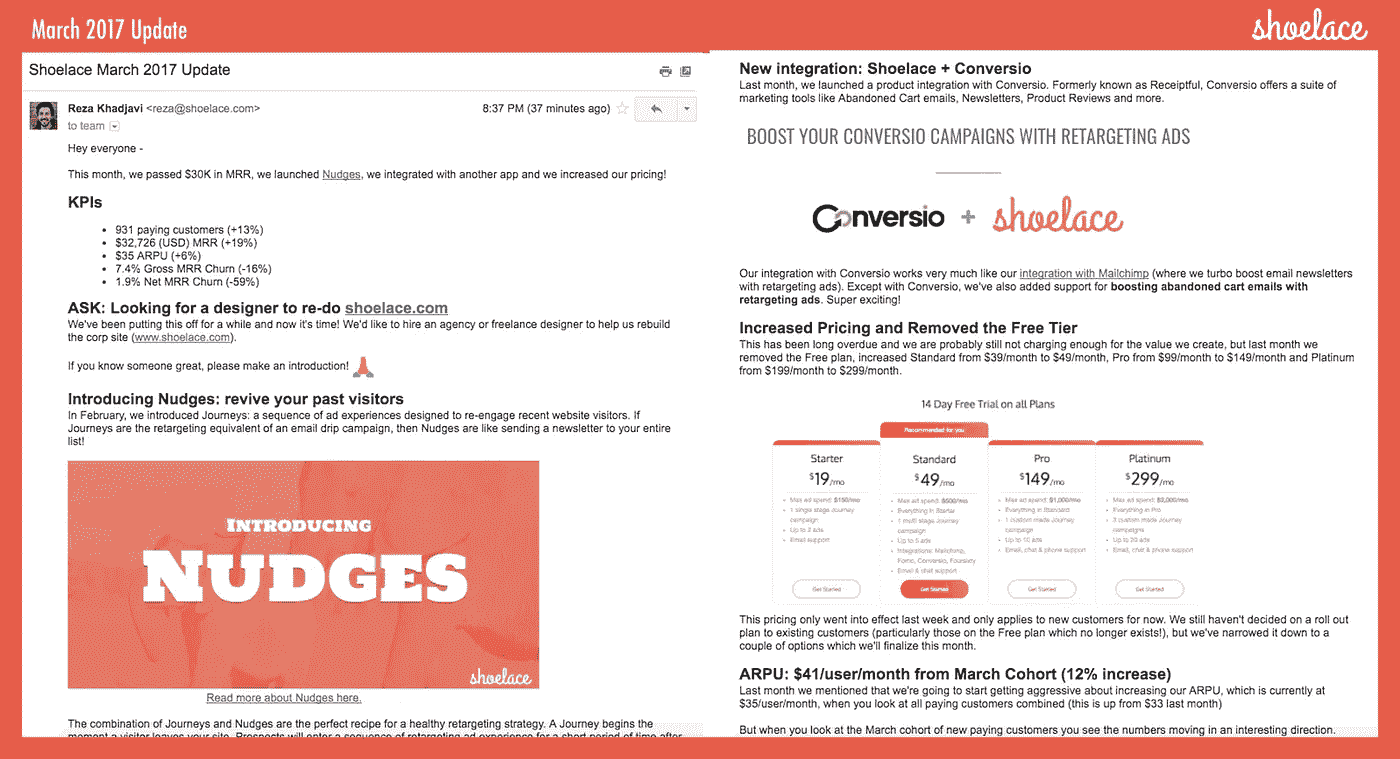 March 2017 Update
shoelace
Shoelace March 2017 Update
Reza Khadjavi <reza@shoelace.com>
8:37 PM (37 minutes ago)
to team
Hey everyone -
This month, we passed $30K in MRR, we launched Nudges, we integrated with another app and we increased our pricing!
KPIs
• 931 paying customers (+13%)
• $32,726 (USD) MRR (+19%)
• $35 ARPU (+6%)
• 7.4% Gross MRR Churn (-16%)
• 1.9% Net MRR Churn (-59%)
ASK: Looking for a designer to re-do shoelace.com
We've been putting this off for a while and now it's time! We'd like to hire an agency or freelance designer to help us rebuild
the corp site (www.shoelace.com).
If you know someone great, please make an introduction!
Introducing Nudges: revive your past visitors
In February, we introduced Journeys: a sequence of ad experiences designed to re-engage recent website visitors. If
Journeys are the retargeting equivalent of an email drip campaign, then Nudges are like sending a newsletter to your entire
list!
INTRODUCING
NUDGES
shoelace
Read more about Nudges here.
The combination of Journeys and Nudges are the perfect recipe for a healthy retargeting strategy. A Journey begins the
moment a visitor leaves your site. Prospects will enter a sequence of retargeting ad experience for a short period of time after
New integration: Shoelace + Conversio
Last month, we launched a product integration with Conversio. Formerly known as Receiptful, Conversio offers a suite of
marketing tools like Abandoned Cart emails, Newsletters, Product Reviews and more.
BOOST YOUR CONVERSIO CAMPAIGNS WITH RETARGETING ADS
Conversio + shoelace
Our integration with Conversio works very much like our integration with Mailchimp (where we turbo boost email newsletters
with retargeting ads). Except with Conversio, we've also added support for boosting abandoned cart emails with
retargeting ads. Super exciting!
Increased Pricing and Removed the Free Tier
This has been long overdue and we are probably still not charging enough for the value we create, but last month we
removed the Free plan, increased Standard from $39/month to $49/month, Pro from $99/month to $149/month and Platinum
from $199/month to $299/month.
14 Day Free Trial on all Plans
Recommended for you
Starter
$19/mo
• Max ad spend: $150/mo
• 1 single stage Journey
campaign
• Up to 2 ads
• Email support
Get Started
Standard
$49/mo
• Max ad spend: $500/mo
• Everything in Starter
• 1 multi stage Journey
campaign
• Up to 5 ads
• Integrations: Mailchimp,
Fomo, Conversio, Foursixty
• Email & chat support
Get Started
Pro
$149/mo
• Max ad spend: $1,000/mo
• Everything in Standard
• 1 custom made Journey
campaign
• Up to 10 ads
• Email, chat & phone support
Get Started
Platinum
$299/mo
• Max ad spend: $3,000/mo
• Everything in Pro
• 3 custom made Journey
campaigns
• Up to 20 ads
• Email, chat & phone support
Get Started
This pricing only went into effect last week and only applies to new customers for now. We still haven't decided on a roll out
plan to existing customers (particularly those on the Free plan which no longer exists!), but we've narrowed it down to a
couple of options which we'll finalize this month.
ARPU: $41/user/month from March Cohort (12% increase)
Last month we mentioned that we're going to start getting aggressive about increasing our ARPU, which is currently at
$35/user/month, when you look at all paying customers combined (this is up from $33 last month)
But when you look at the March cohort of new paying customers you see the numbers moving in an interesting direction.